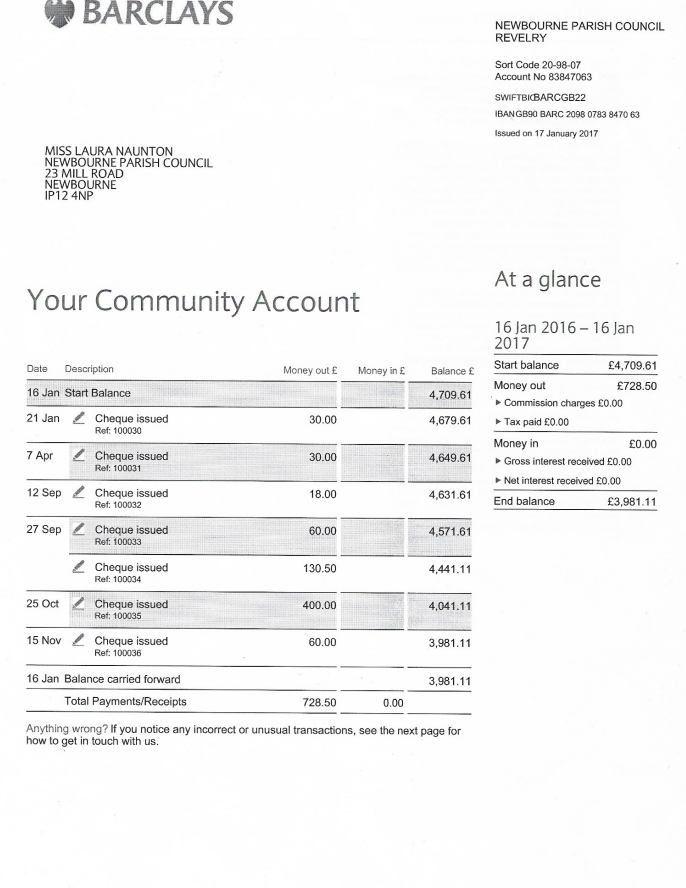 BARCLAYS
NEWBOURNE PARISH COUNCIL
REVELRY
Sort Code 20-98-07
Account No 83847063
SWIFTBICBARCGB22
IBANGB90 BARC 2098 0783 8470 63
Issued on 17 January 2017
MISS LAURA NAUNTON
NEWBOURNE PARISH COUNCIL
23 MILL ROAD
NEWBOURNE
IP12 4NP
Your Community Account
Date Description Money out £ Money in £ Balance £
16 Jan Start Balance 4,709.61
21 Jan Cheque issued 30.00 4,679.61
Ref: 100030
7 Apr Cheque issued 30.00 4,649.61
Ref: 100031
12 Sep Cheque issued 18.00 4,631.61
Ref: 100032
27 Sep Cheque issued 60.00 4,571.61
Ref: 100033
Cheque issued 130.50 4,441.11
Ref: 100034
25 Oct Cheque issued 400.00 4,041.11
Ref: 100035
15 Nov Cheque issued 60.00 3,981.11
Ref: 100036
16 Jan Balance carried forward 3,981.11
Total Payments/Receipts 728.50 0.00
Anything wrong? If you notice any incorrect or unusual transactions, see the next page for
how to get in touch with us.
At a glance
16 Jan 2016 – 16 Jan
2017
Start balance £4,709.61
Money out £728.50
▸ Commission charges £0.00
▸ Tax paid £0.00
Money in £0.00
▸ Gross interest received £0.00
▸ Net interest received £0.00
End balance £3,981.11